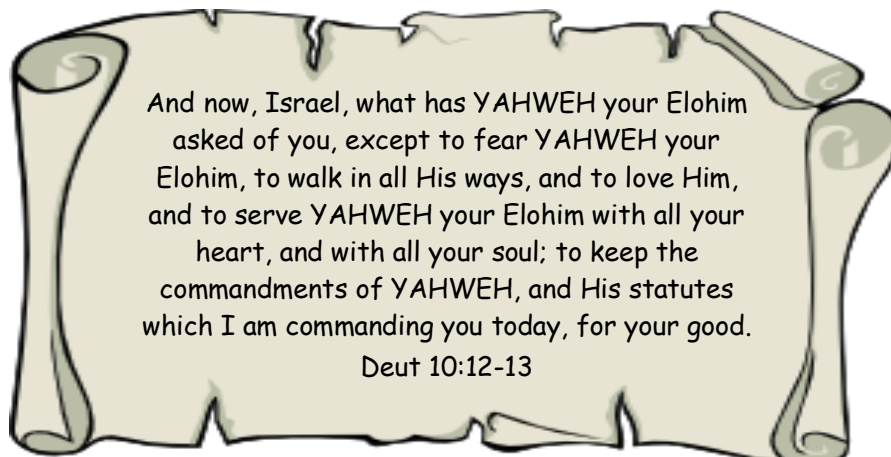 And now, Israel, what has YAHWEH your Elohim
asked of you, except to fear YAHWEH your
Elohim, to walk in all His ways, and to love Him,
and to serve YAHWEH your Elohim with all your
heart, and with all your soul; to keep the
commandments of YAHWEH, and His statutes
which I am commanding you today, for your good.
Deut 10:12-13